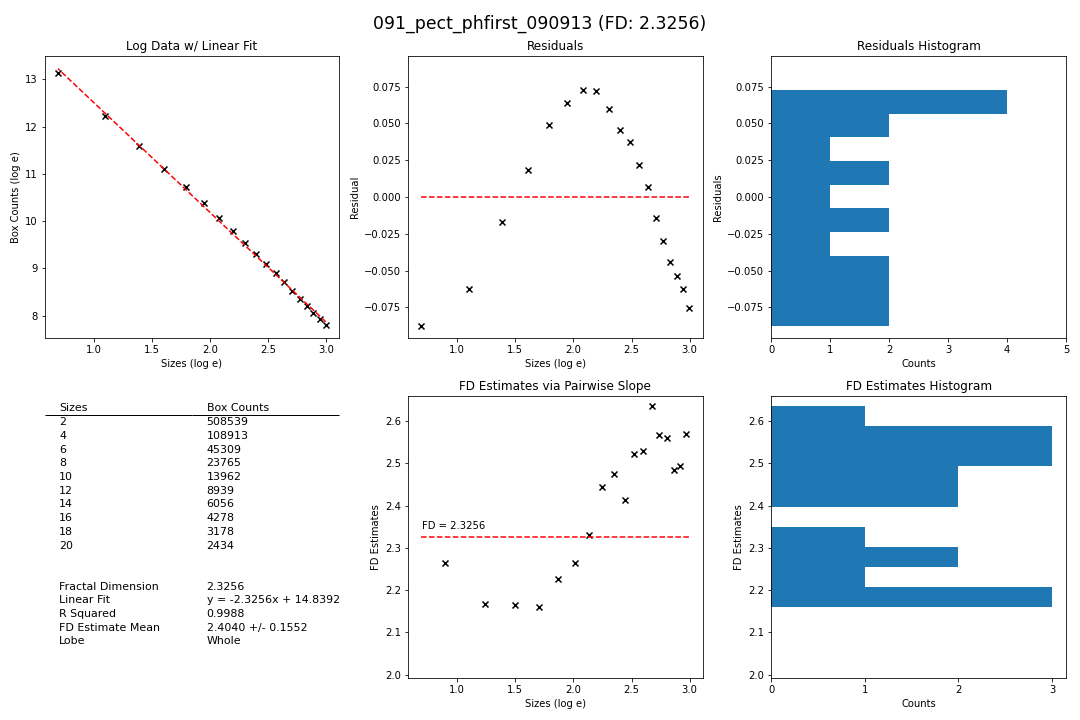 091_pect_phfirst_090913 (FD: 2.3256)
Log Data w/ Linear Fit
13
12
11
10
9
8
Box Counts (log e)
1.0 1.5 2.0 2.5 3.0
Sizes (log e)
Residuals
0.075
0.050
0.025
0.000
−0.025
−0.050
−0.075
Residual
1.0 1.5 2.0 2.5 3.0
Sizes (log e)
Residuals Histogram
0.075
0.050
0.025
0.000
−0.025
−0.050
−0.075
Residuals
0 1 2 3 4 5
Counts
Sizes Box Counts
2 508539
4 108913
6 45309
8 23765
10 13962
12 8939
14 6056
16 4278
18 3178
20 2434
Fractal Dimension 2.3256
Linear Fit y = -2.3256x + 14.8392
R Squared 0.9988
FD Estimate Mean 2.4040 +/- 0.1552
Lobe Whole
FD Estimates via Pairwise Slope
2.6
2.5
2.4
2.3
2.2
2.1
2.0
FD Estimates
FD = 2.3256
1.0 1.5 2.0 2.5 3.0
Sizes (log e)
FD Estimates Histogram
2.6
2.5
2.4
2.3
2.2
2.1
2.0
FD Estimates
0 1 2 3
Counts